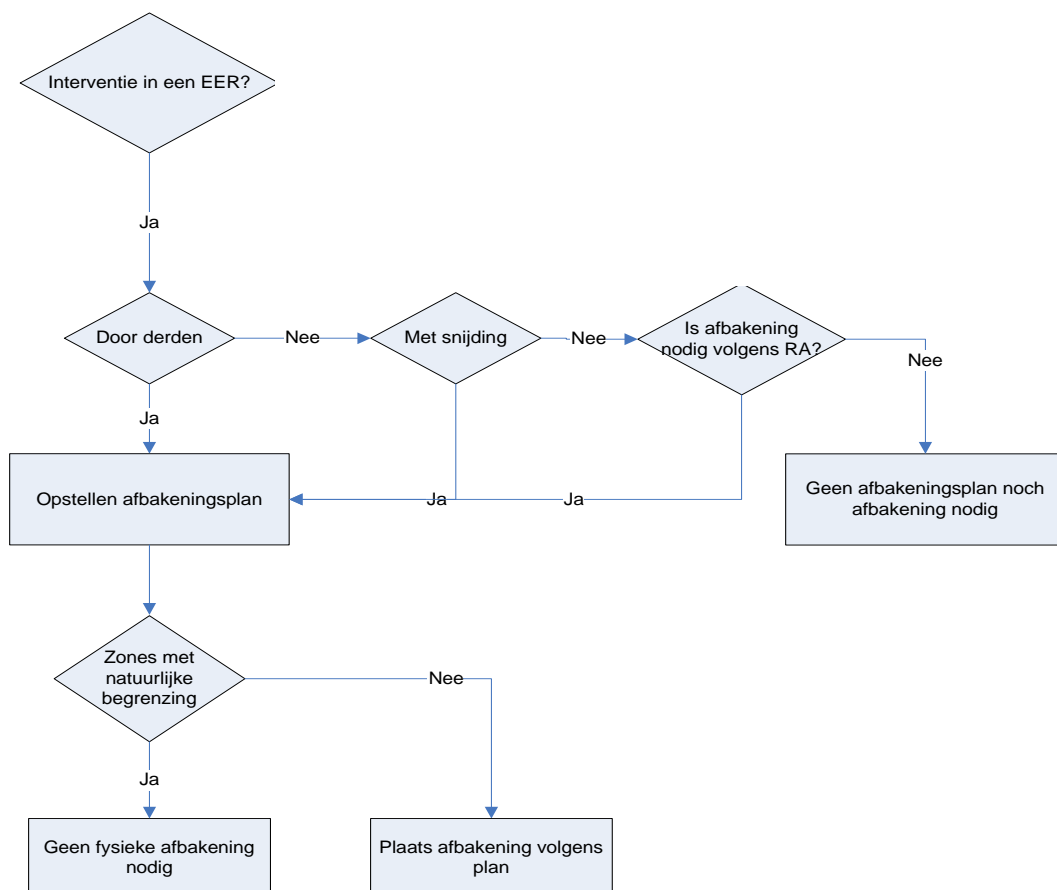 Interventie in een EER?
Ja
Door derden
Nee
Met snijding
Nee
Is afbakening
nodig volgens RA?
Nee
Ja
Opstellen afbakeningsplan
Ja
Ja
Geen afbakeningsplan noch
afbakening nodig
Zones met
natuurlijke
begrenzing
Nee
Ja
Geen fysieke afbakening
nodig
Plaats afbakening volgens
plan